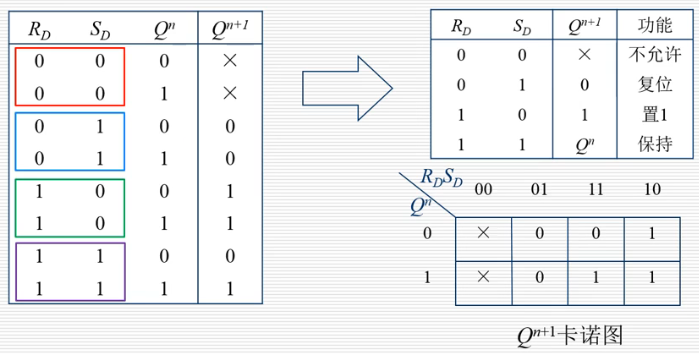 R_D S_D Q^n Q^{n+1}
0 0 0 ×
0 0 1 ×
0 1 0 0
0 1 1 0
1 0 0 1
1 0 1 1
1 1 0 0
1 1 1 1
R_D S_D Q^{n+1} 功能
0 0 × 不允许
0 1 0 复位
1 0 1 置1
1 1 Q^n 保持
R_DS_D 00 01 11 10
Q^n
0 × 0 0 1
1 × 0 1 1
Q^{n+1}卡诺图